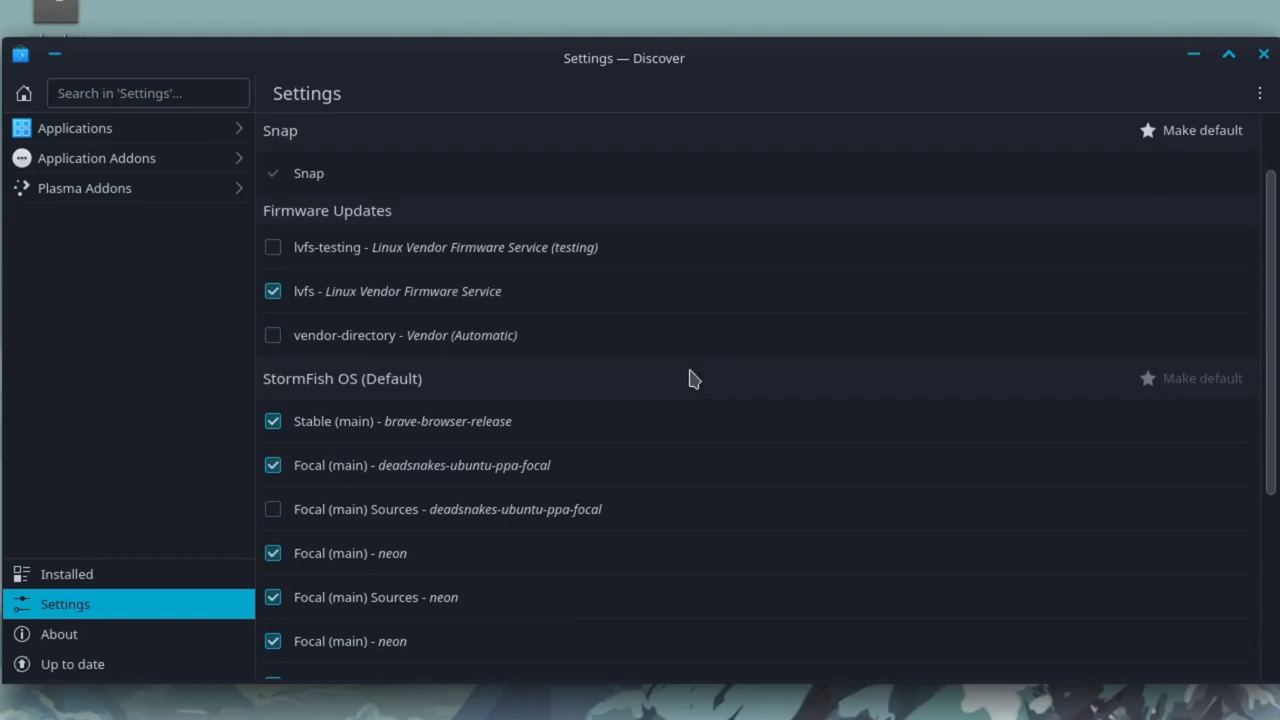 Settings — Discover
Search in 'Settings'...
Settings
Applications
Application Addons
Plasma Addons
Snap
Make default
Snap
Firmware Updates
lvfs-testing - Linux Vendor Firmware Service (testing)
lvfs - Linux Vendor Firmware Service
vendor-directory - Vendor (Automatic)
StormFish OS (Default)
Make default
Stable (main) - brave-browser-release
Focal (main) - deadsnakes-ubuntu-ppa-focal
Focal (main) Sources - deadsnakes-ubuntu-ppa-focal
Focal (main) - neon
Focal (main) Sources - neon
Focal (main) - neon
Installed
Settings
About
Up to date